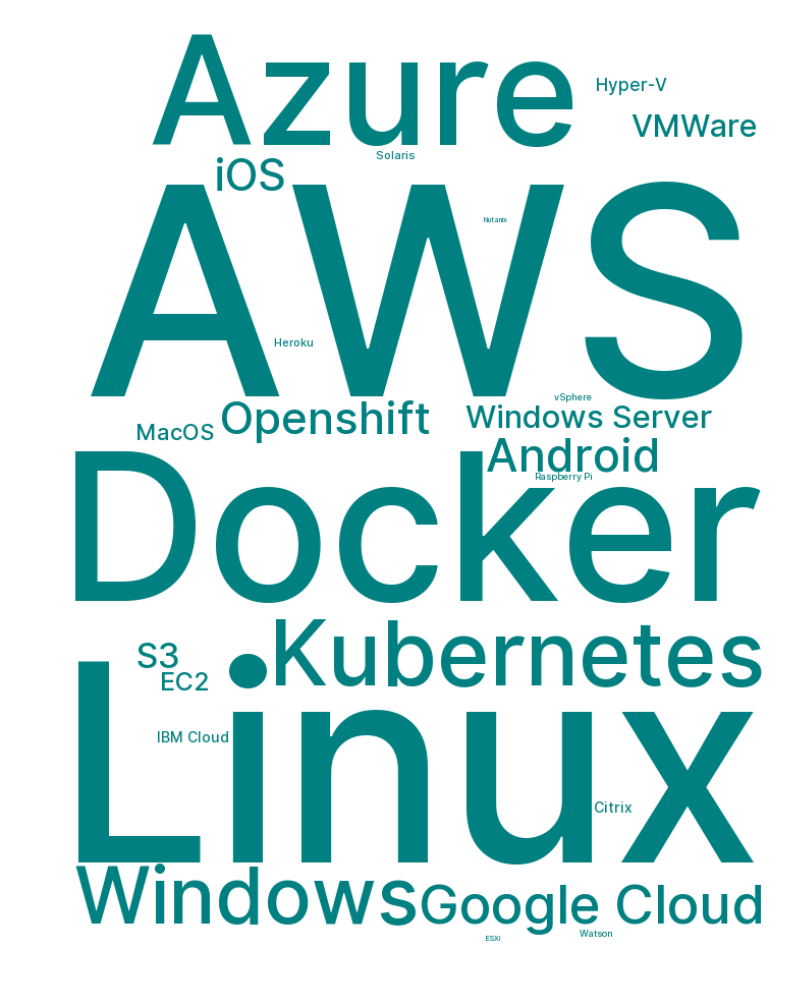 Azure
Hyper-V
VMWare
Solaris
iOS
AWS
Nutanix
Heroku
vSphere
Openshift
Windows Server
MacOS
Android
Raspberry Pi
Docker
Kubernetes
S3
EC2
Linux
IBM Cloud
Citrix
Windows
Google Cloud
Watson
ESXi